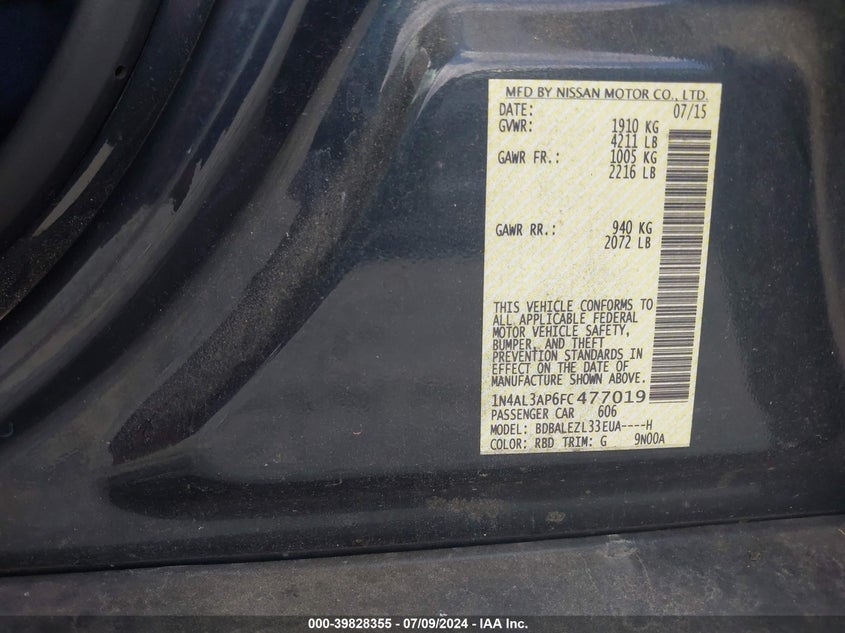 MFD BY NISSAN MOTOR CO., LTD.
DATE: 07/15
GVWR: 1910 KG
4211 LB
GAWR FR.: 1005 KG
2216 LB
GAWR RR.: 940 KG
2072 LB
THIS VEHICLE CONFORMS TO
ALL APPLICABLE FEDERAL
MOTOR VEHICLE SAFETY,
BUMPER, AND THEFT
PREVENTION STANDARDS IN
EFFECT ON THE DATE OF
MANUFACTURE SHOWN ABOVE.
1N4AL3AP6FC477019
PASSENGER CAR 606
MODEL: BDBALEZL33EUA----H
COLOR: RBD TRIM: G 9N00A
000-39828355 - 07/09/2024 - IAA Inc.